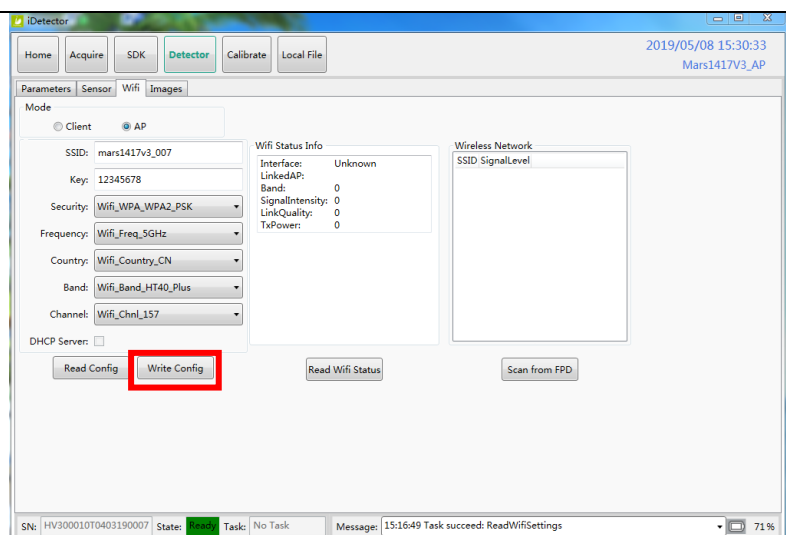 iDetector
Home Acquire SDK Detector Calibrate Local File
2019/05/08 15:30:33
Mars1417V3_AP
Parameters Sensor Wifi Images
Mode
Client AP
SSID: mars1417v3_007
Key: 12345678
Security: Wifi_WPA_WPA2_PSK
Frequency: Wifi_Freq_5GHz
Country: Wifi_Country_CN
Band: Wifi_Band_HT40_Plus
Channel: Wifi_Chnl_157
DHCP Server:
Read Config Write Config
Wifi Status Info
Interface: Unknown
LinkedAP:
Band: 0
SignalIntensity: 0
LinkQuality: 0
TxPower: 0
Read Wifi Status
Wireless Network
SSID SignalLevel
Scan from FPD
SN: HV300010T0403190007 State: Ready Task: No Task Message: 15:16:49 Task succeed: ReadWifiSettings 71%